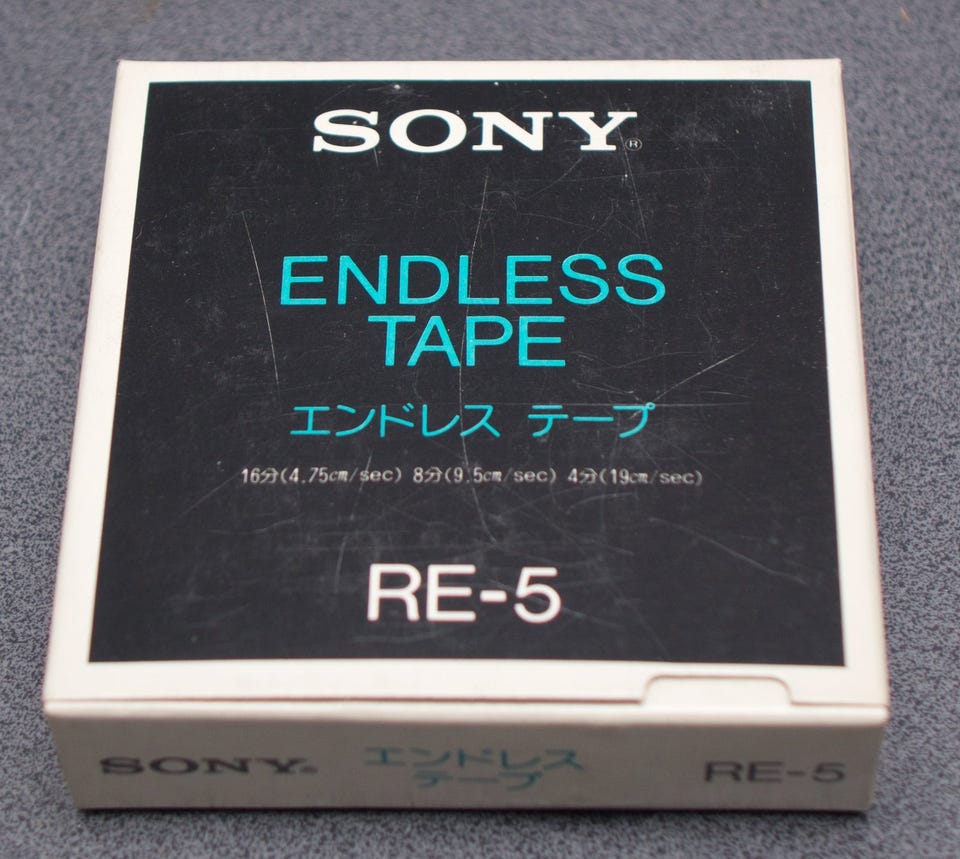 SONY®
ENDLESS
TAPE
エンドレス テープ
16分(4.75cm/sec) 8分(9.5cm/sec) 4分(19cm/sec)
RE-5
SONY®
エンドレス
テープ
RE-5